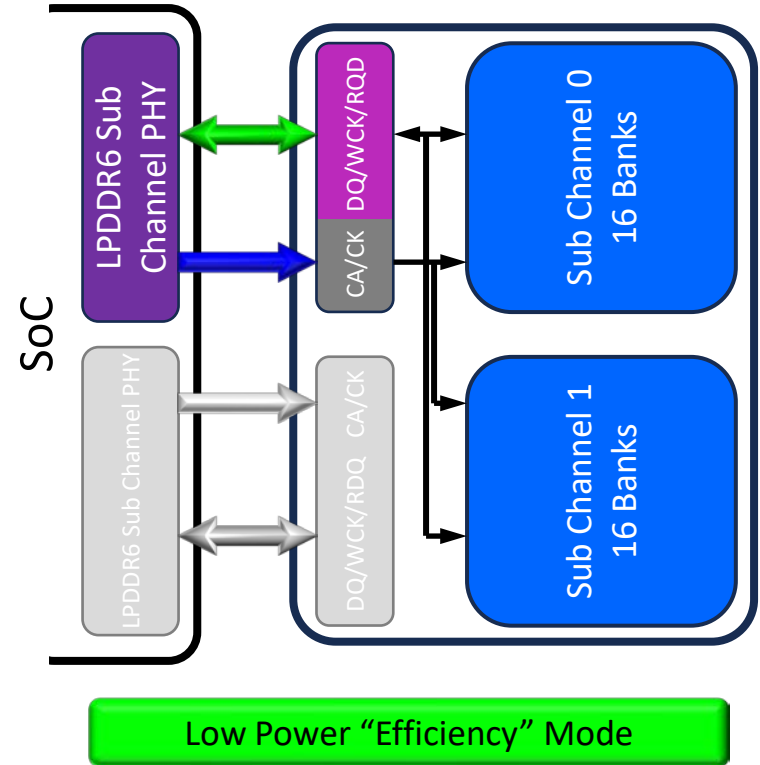 SoC
LPDDR6 Sub
Channel PHY
DQ/WCK/RQD
CA/CK
Sub Channel 0
16 Banks
LPDDR6 Sub Channel PHY
CA/CK
DQ/WCK/RDQ
Sub Channel 1
16 Banks
Low Power “Efficiency” Mode